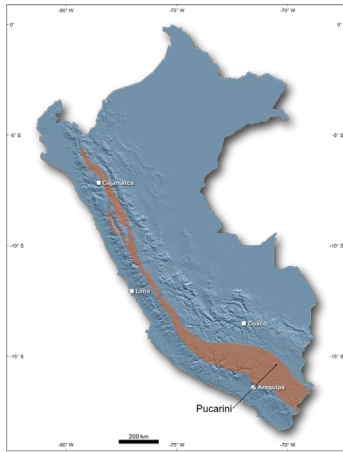 -80° W -75° W -70° W
0° 0°
-5° S -5° S
Cajamarca
-10° S -10° S
Lima
Cusco
-15° S -15° S
Arequipa
Pucarini
200 km
-80° W -75° W -70° W